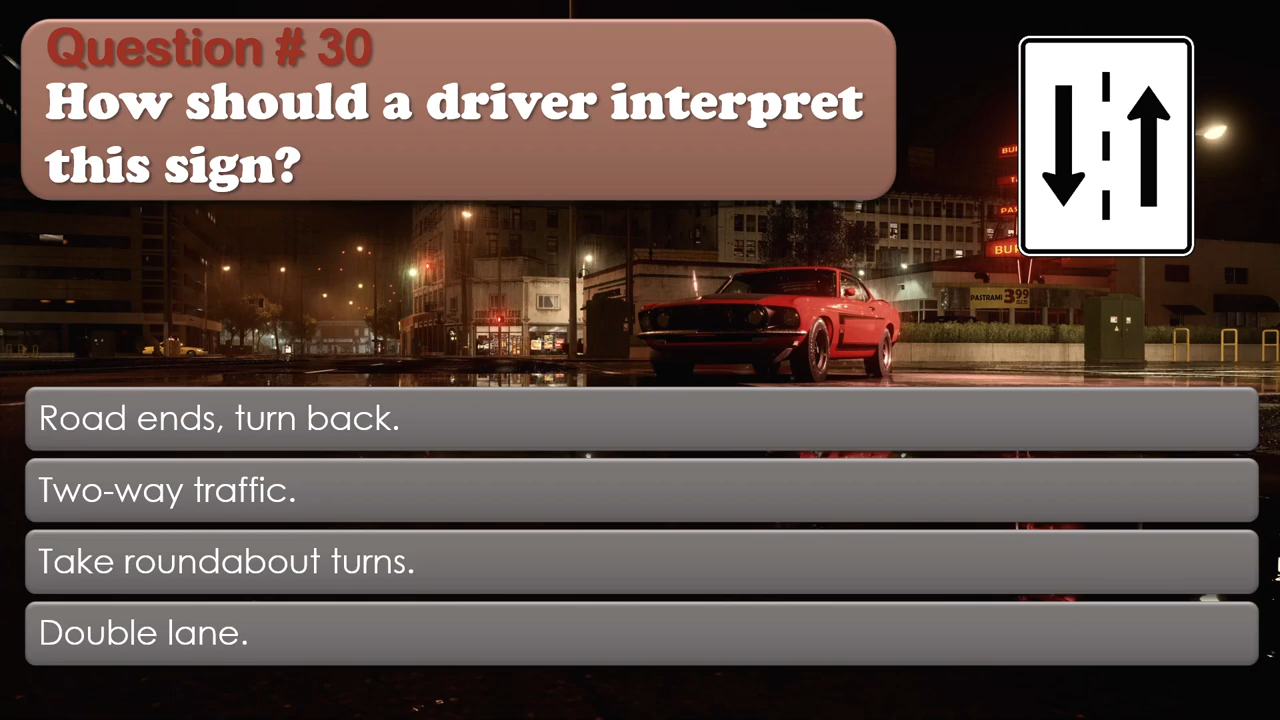 Question # 30
How should a driver interpret
this sign?
PASTRAMI 3.99
Road ends, turn back.
Two-way traffic.
Take roundabout turns.
Double lane.